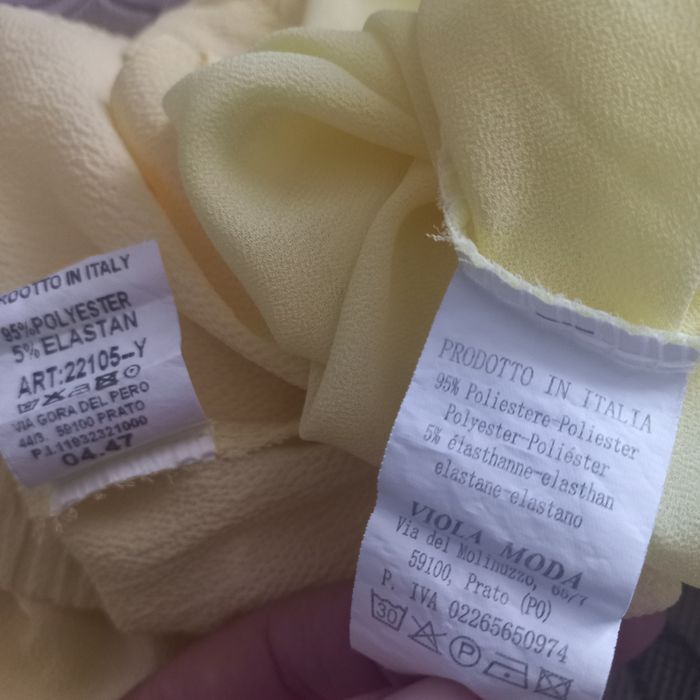 RODOTTO IN ITALY
95%POLYESTER
5%ELASTAN
ART:22105-Y
VIA GORA DEL PERO
44/3. 59100 PRATO
P.I.11932321000
04.47
PRODOTTO IN ITALIA
95% Poliestere-Poliester
Polyester-Poliéster
5% élasthanne-elasthan
elastane-elastano
VIOLA MODA
Via del Molinuzzo, 65/7
59100, Prato (PO)
P. IVA 02265650974
30 P